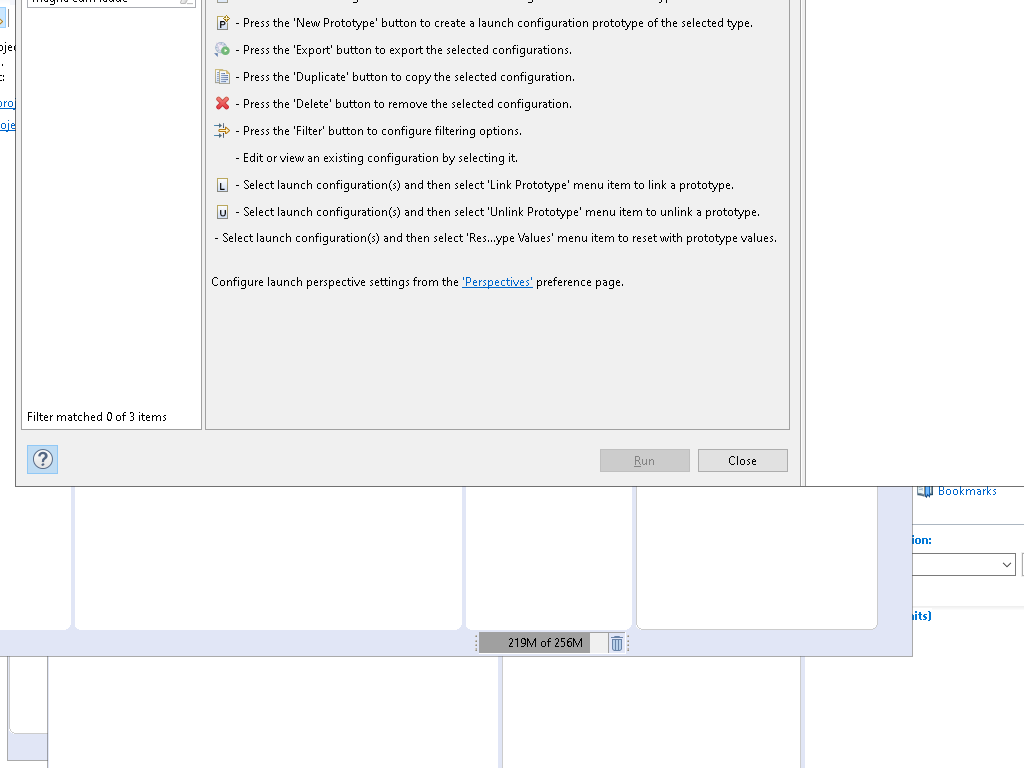 - Press the 'New Prototype' button to create a launch configuration prototype of the selected type.
- Press the 'Export' button to export the selected configurations.
- Press the 'Duplicate' button to copy the selected configuration.
- Press the 'Delete' button to remove the selected configuration.
- Press the 'Filter' button to configure filtering options.
- Edit or view an existing configuration by selecting it.
L - Select launch configuration(s) and then select 'Link Prototype' menu item to link a prototype.
U - Select launch configuration(s) and then select 'Unlink Prototype' menu item to unlink a prototype.
- Select launch configuration(s) and then select 'Res...ype Values' menu item to reset with prototype values.
Configure launch perspective settings from the 'Perspectives' preference page.
Filter matched 0 of 3 items
Run
Close
Bookmarks
ion:
219M of 256M